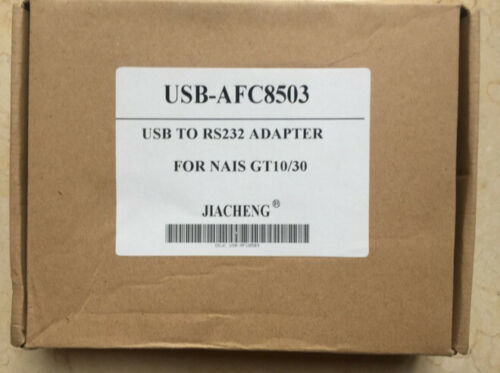 USB-AFC8503
USB TO RS232 ADAPTER
FOR NAIS GT10/30
JIACHENG®